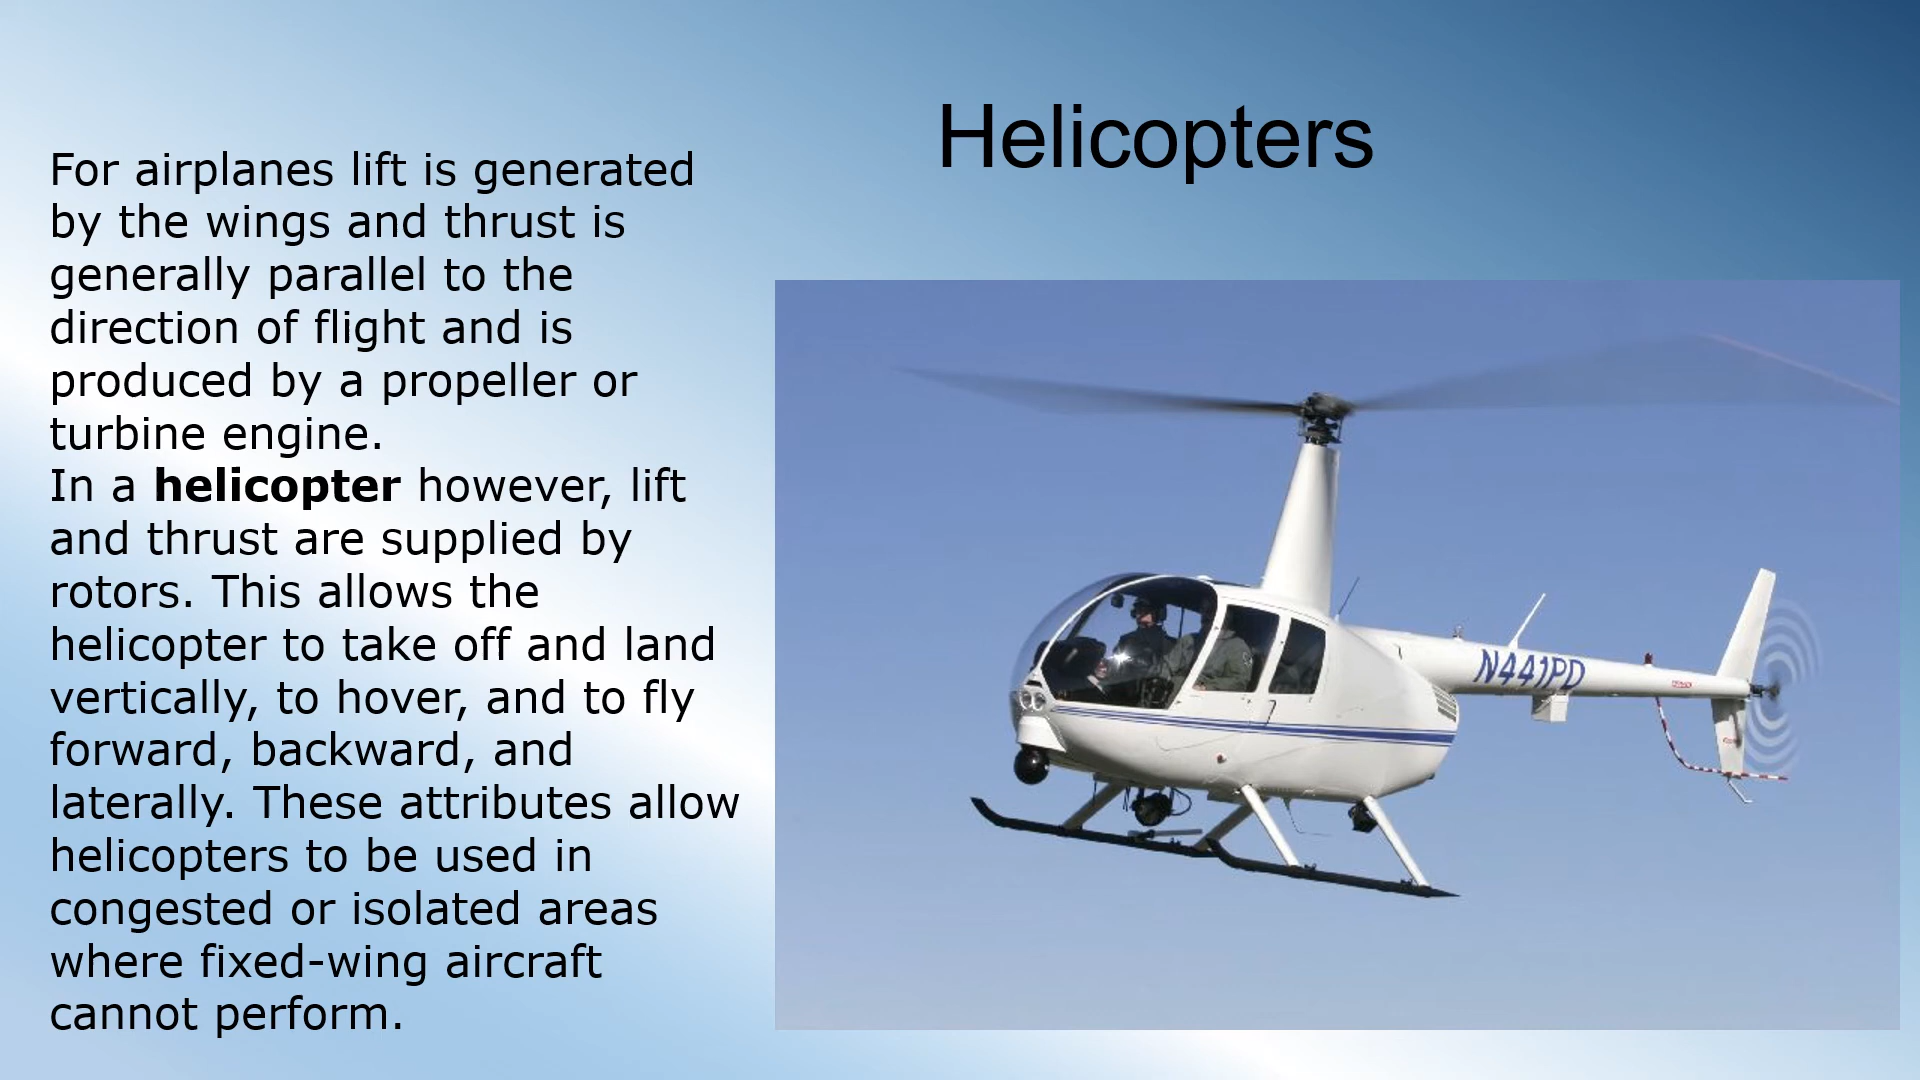 Helicopters
For airplanes lift is generated
by the wings and thrust is
generally parallel to the
direction of flight and is
produced by a propeller or
turbine engine.
In a helicopter however, lift
and thrust are supplied by
rotors. This allows the
helicopter to take off and land
vertically, to hover, and to fly
forward, backward, and
laterally. These attributes allow
helicopters to be used in
congested or isolated areas
where fixed-wing aircraft
cannot perform.
N441PD